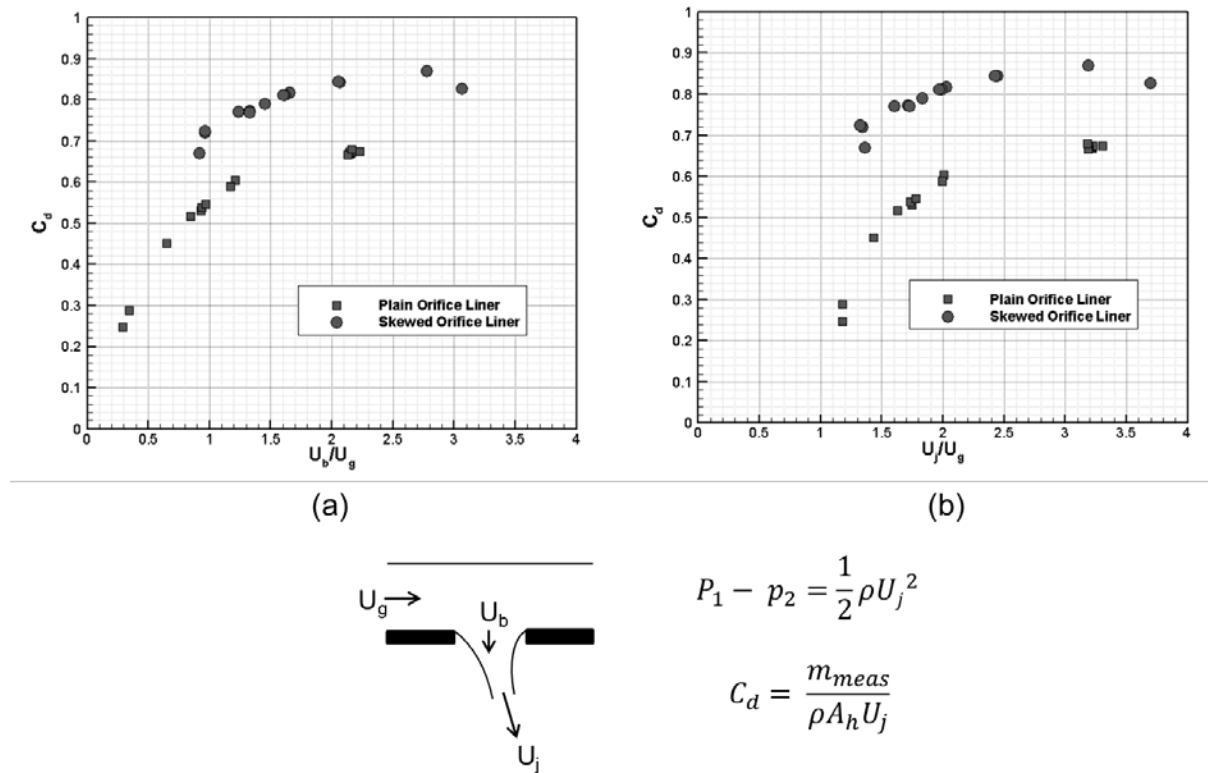 1
0.9
0.8
0.7
0.6
0.5
0.4
0.3
0.2
0.1
0
C_d
0 0.5 1 1.5 2 2.5 3 3.5 4
U_b/U_g
Plain Orifice Liner
Skewed Orifice Liner
(a)
1
0.9
0.8
0.7
0.6
0.5
0.4
0.3
0.2
0.1
0
C_d
0 0.5 1 1.5 2 2.5 3 3.5 4
U_j/U_g
Plain Orifice Liner
Skewed Orifice Liner
(b)
U_g
U_b
U_j
P_1 − p_2 = \frac{1}{2} ρU_j^2
C_d = \frac{m_{meas}}{ρA_hU_j}